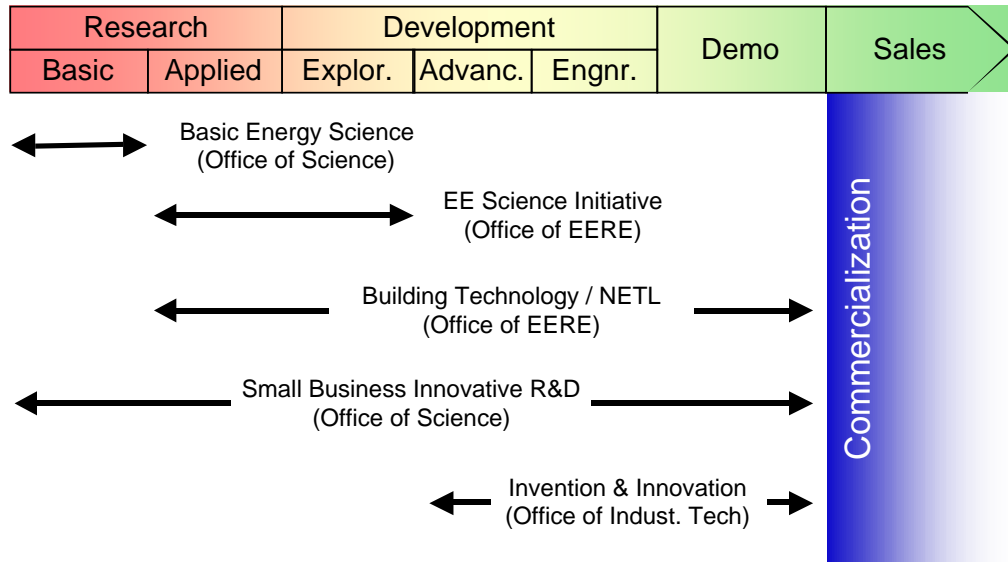 Research
Development
Demo
Sales
Basic
Applied
Explor.
Advanc.
Engnr.
Basic Energy Science
(Office of Science)
EE Science Initiative
(Office of EERE)
Building Technology / NETL
(Office of EERE)
Small Business Innovative R&D
(Office of Science)
Invention & Innovation
(Office of Indust. Tech)
Commercialization